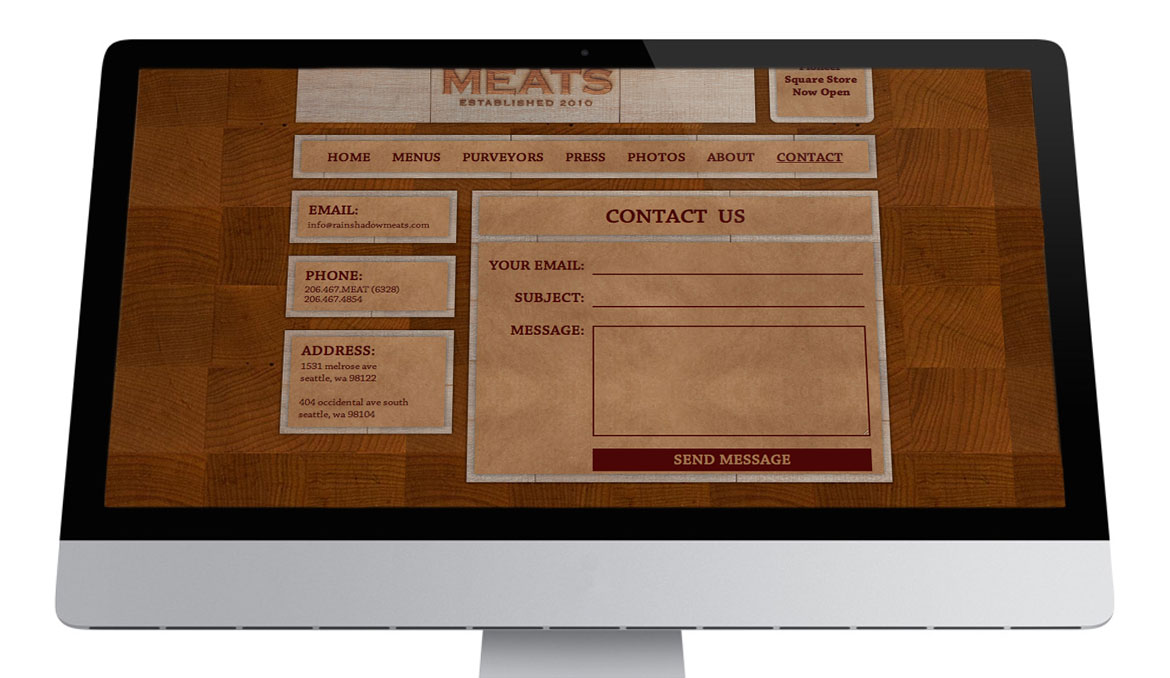 MEATS
ESTABLISHED 2010
Square Store
Now Open
HOME MENUS PURVEYORS PRESS PHOTOS ABOUT CONTACT
EMAIL:
info@rainshadowmeats.com
PHONE:
206.467.MEAT (6328)
206.467.4854
ADDRESS:
1531 melrose ave
seattle, wa 98122
404 occidental ave south
seattle, wa 98104
CONTACT US
YOUR EMAIL:
SUBJECT:
MESSAGE:
SEND MESSAGE